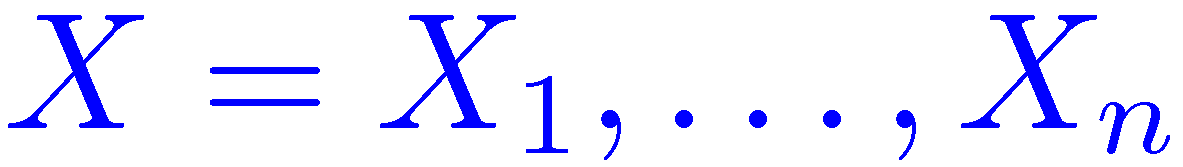 X = X₁, . . . , Xₙ